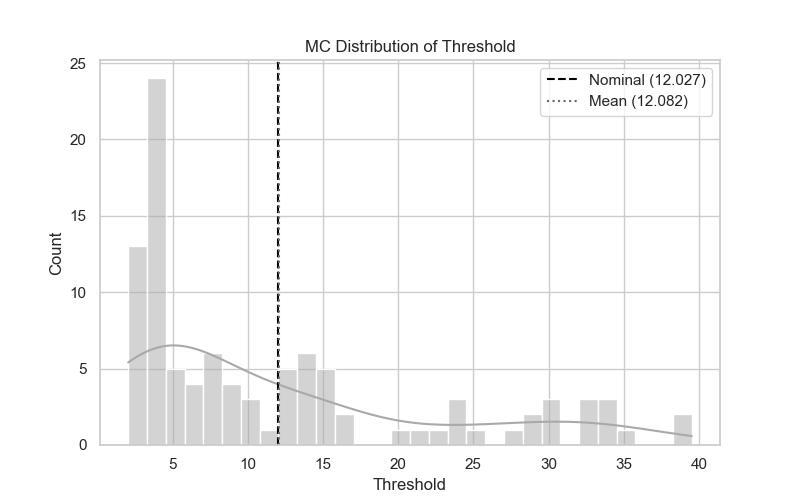 MC Distribution of Threshold
Nominal (12.027)
Mean (12.082)
25
20
15
10
5
0
Count
5 10 15 20 25 30 35 40
Threshold